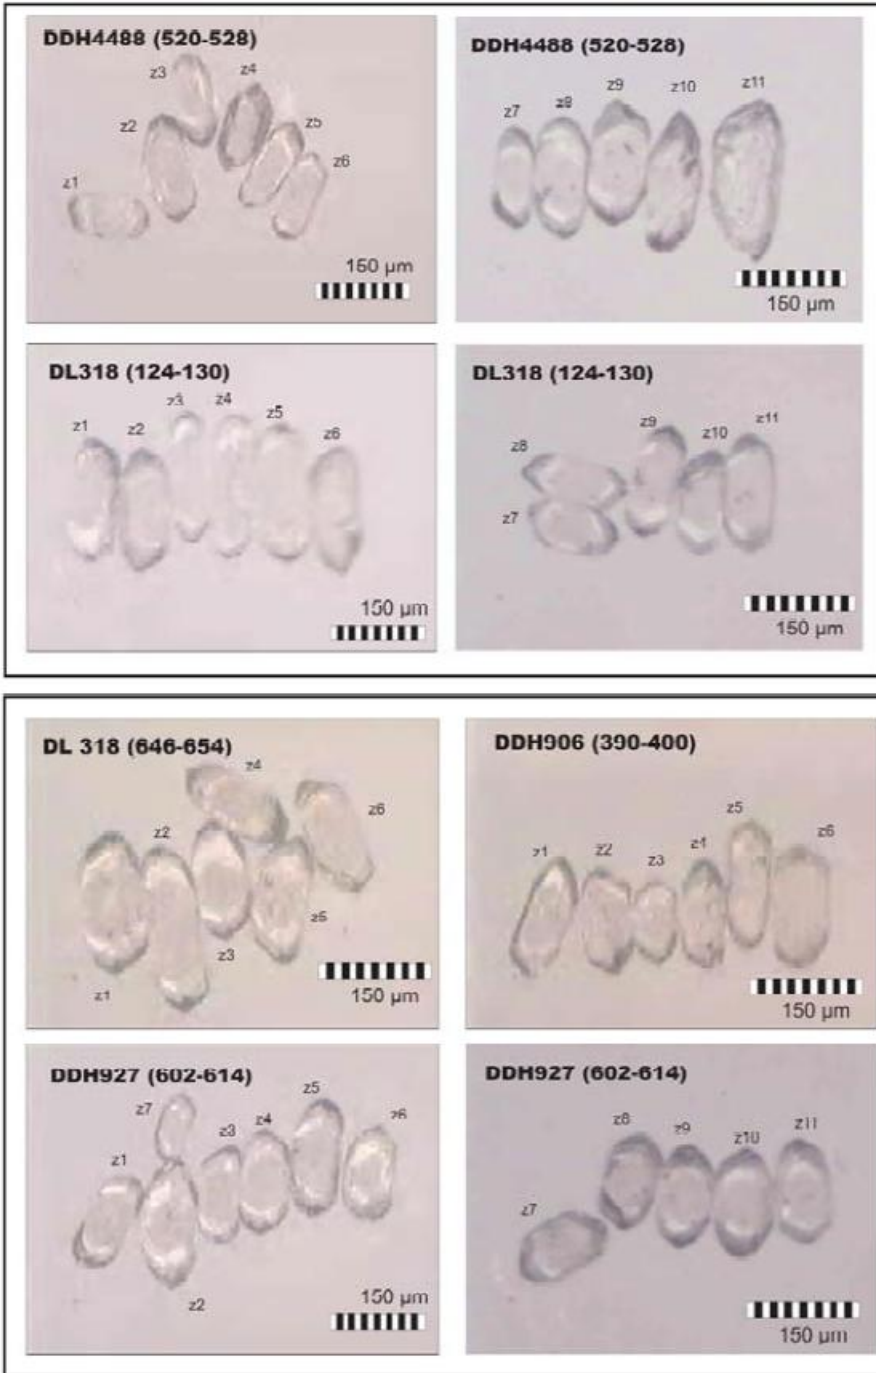 DDH4488 (520-528)
z3
z4
z2
z5
z6
z1
150 µm
DDH4488 (520-528)
z9
z10
z11
z7
z8
150 µm
DL318 (124-130)
z3
z4
z5
z1
z2
z6
150 µm
DL318 (124-130)
z9
z11
z10
z8
z7
150 µm
DL 318 (646-654)
z4
z6
z2
z5
z3
z1
150 µm
DDH906 (390-400)
z5
z6
z1
z2
z3
z4
150 µm
DDH927 (602-614)
z7
z5
z6
z3
z4
z1
z2
150 µm
DDH927 (602-614)
z8
z9
z10
z11
z7
150 µm